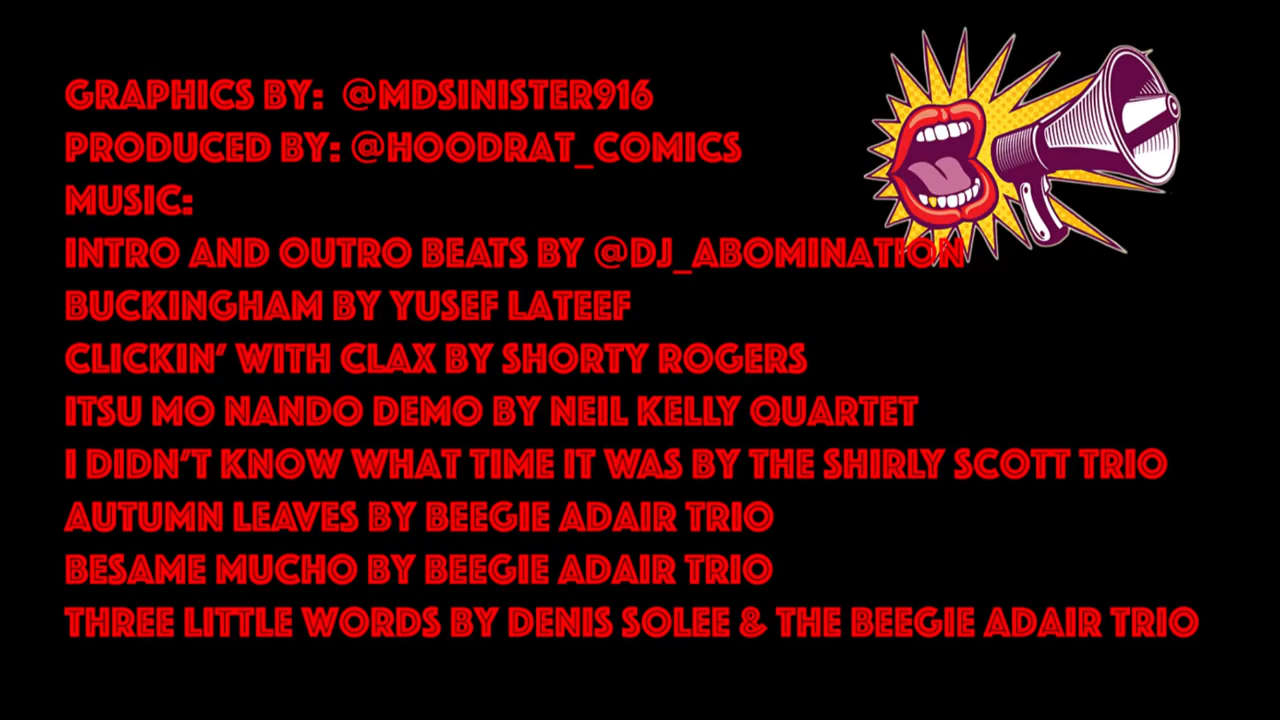 GRAPHICS BY: @MDSINISTER916
PRODUCED BY: @HOODRAT_COMICS
MUSIC:
INTRO AND OUTRO BEATS BY @DJ_ABOMINATION
BUCKINGHAM BY YUSEF LATEEF
CLICKIN’ WITH CLAX BY SHORTY ROGERS
ITSU MO NANDO DEMO BY NEIL KELLY QUARTET
I DIDN’T KNOW WHAT TIME IT WAS BY THE SHIRLY SCOTT TRIO
AUTUMN LEAVES BY BEEGIE ADAIR TRIO
BESAME MUCHO BY BEEGIE ADAIR TRIO
THREE LITTLE WORDS BY DENIS SOLEE & THE BEEGIE ADAIR TRIO